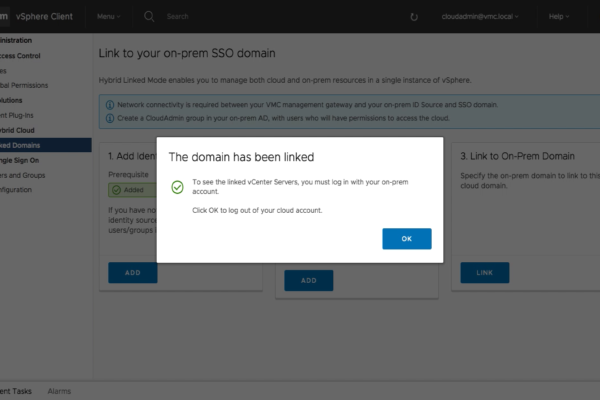 m vSphere Client Menu Search cloudadmin@vmc.local Help
inistration
ccess Control
es
bal Permissions
olutions
ent Plug-ins
ybrid Cloud
ked Domains
ngle Sign On
ers and Groups
nfiguration
Link to your on-prem SSO domain
Hybrid Linked Mode enables you to manage both cloud and on-prem resources in a single instance of vSphere.
Network connectivity is required between your VMC management gateway and your on-prem ID Source and SSO domain.
Create a CloudAdmin group in your on-prem AD, with users who will have permissions to access the cloud.
1. Add Iden
Prerequisite
Added
If you have no
identity source
users/groups
ADD
The domain has been linked
To see the linked vCenter Servers, you must log in with your on-prem
account.
Click OK to log out of your cloud account.
OK
ADD
3. Link to On-Prem Domain
Specify the on-prem domain to link to this
cloud domain.
LINK
ent Tasks Alarms